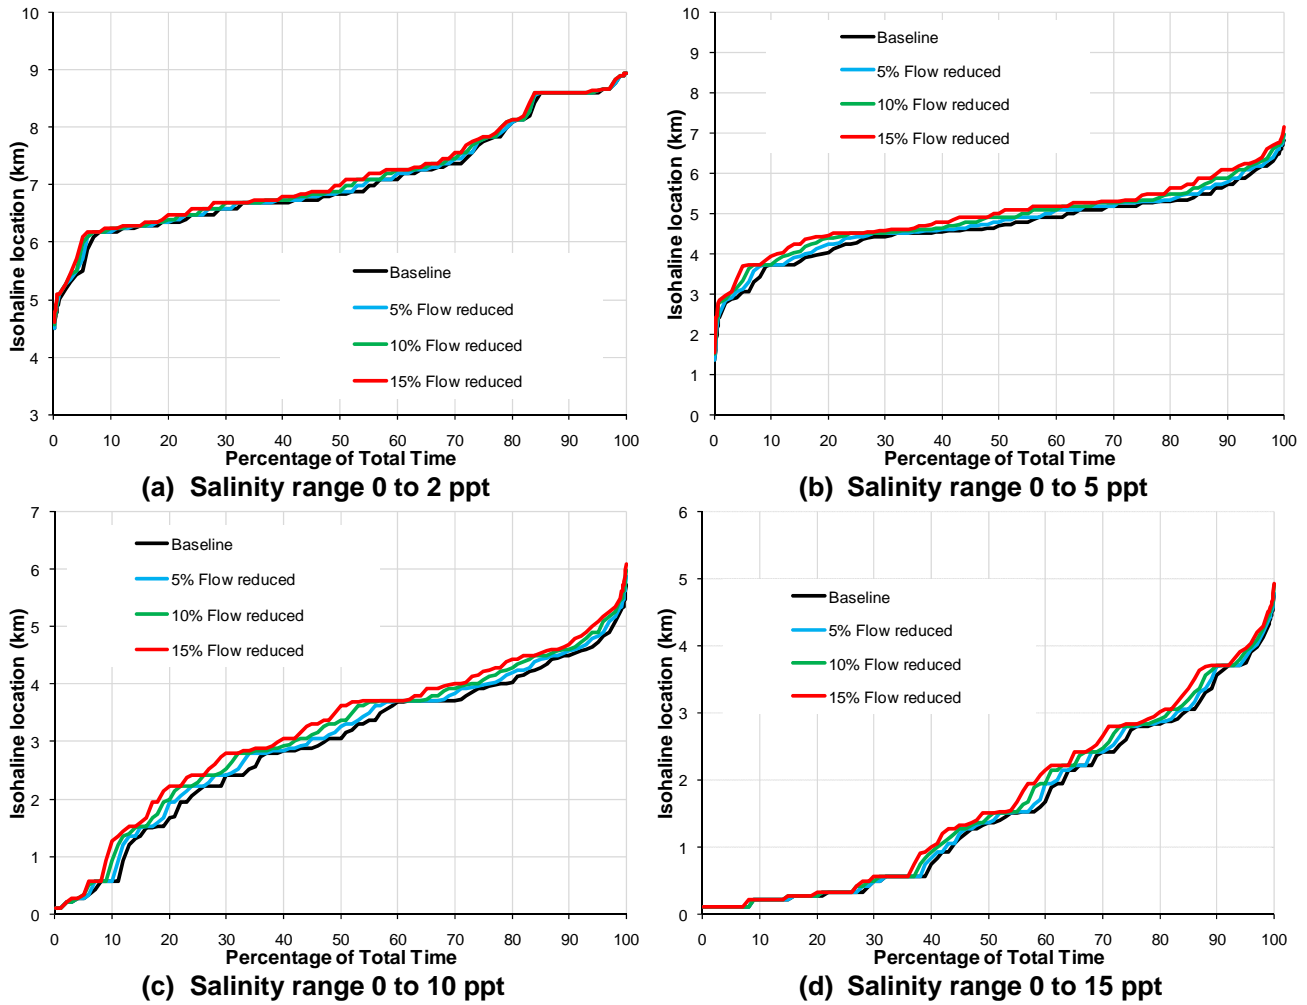 10
9
8
7
6
5
4
3
Isohaline location (km)
Baseline
5% Flow reduced
10% Flow reduced
15% Flow reduced
0 10 20 30 40 50 60 70 80 90 100
Percentage of Total Time
(a) Salinity range 0 to 2 ppt
10
9
8
7
6
5
4
3
2
1
0
Isohaline location (km)
Baseline
5% Flow reduced
10% Flow reduced
15% Flow reduced
0 10 20 30 40 50 60 70 80 90 100
Percentage of Total Time
(b) Salinity range 0 to 5 ppt
7
6
5
4
3
2
1
0
Isohaline location (km)
Baseline
5% Flow reduced
10% Flow reduced
15% Flow reduced
0 10 20 30 40 50 60 70 80 90 100
Percentage of Total Time
(c) Salinity range 0 to 10 ppt
6
5
4
3
2
1
0
Isohaline location (km)
Baseline
5% Flow reduced
10% Flow reduced
15% Flow reduced
0 10 20 30 40 50 60 70 80 90 100
Percentage of Total Time
(d) Salinity range 0 to 15 ppt